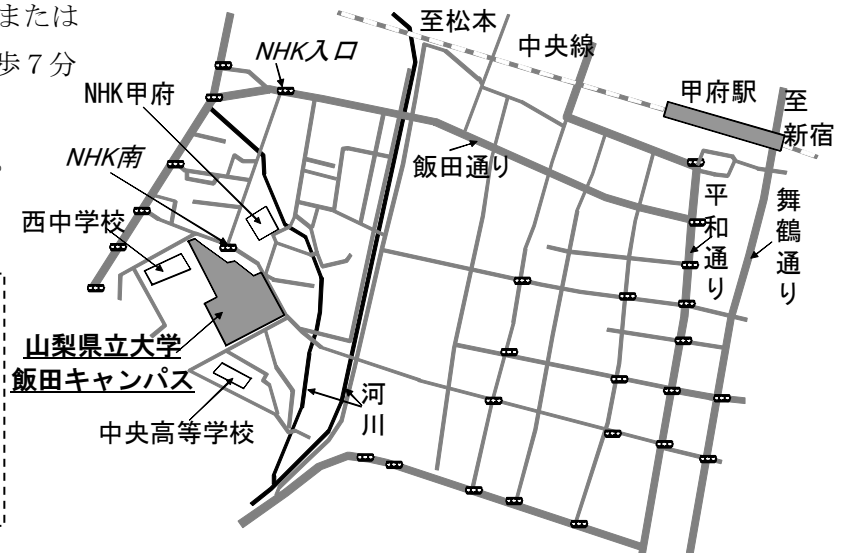 または
歩７分
至松本
NHK入口
中央線
NHK甲府
甲府駅
至
新宿
NHK南
飯田通り
平和通り
舞鶴通り
西中学校
山梨県立大学
飯田キャンパス
河川
中央高等学校